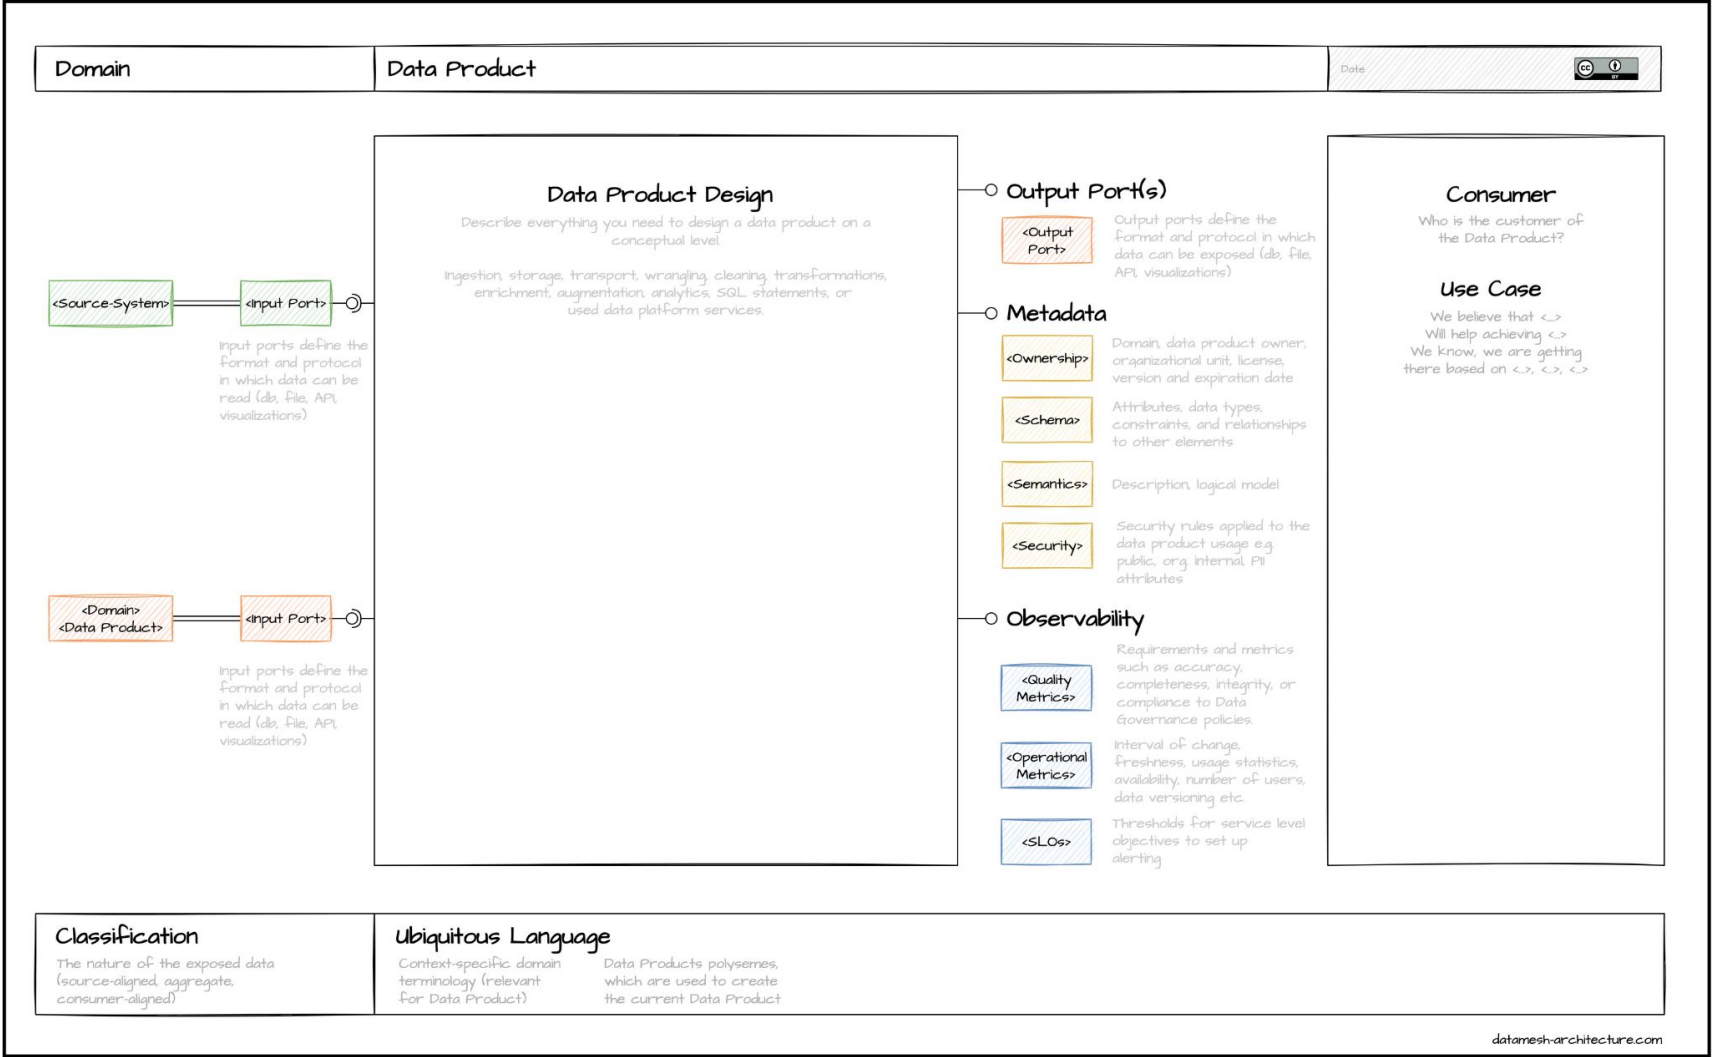 Domain
Data Product
Date
cc
BY
Data Product Design
Describe everything you need to design a data product on a
conceptual level.
Ingestion, storage, transport, wrangling, cleaning, transformations,
enrichment, augmentation, analytics, SQL statements, or
used data platform services.
<Source-System>
<Input Port>
Input ports define the
format and protocol
in which data can be
read (db, file, API,
visualizations)
<Domain>
<Data Product>
<Input Port>
Input ports define the
format and protocol
in which data can be
read (db, file, API,
visualizations)
Output Port(s)
<Output
Port>
Output ports define the
format and protocol in which
data can be exposed (db, file,
API, visualizations)
Metadata
<Ownership>
Domain, data product owner,
organizational unit, license,
version and expiration date
<Schema>
Attributes, data types,
constraints, and relationships
to other elements
<Semantics>
Description, logical model
<Security>
Security rules applied to the
data product usage e.g.
public, org. internal, PII
attributes
Observability
<Quality
Metrics>
Requirements and metrics
such as accuracy,
completeness, integrity, or
compliance to Data
Governance policies.
<Operational
Metrics>
Interval of change,
freshness, usage statistics,
availability, number of users,
data versioning etc.
<SLOs>
Thresholds for service level
objectives to set up
alerting
Consumer
Who is the customer of
the Data Product?
Use Case
We believe that <...>
Will help achieving <...>
We know, we are getting
there based on <...>, <...>, <...>
Classification
The nature of the exposed data
(source-aligned, aggregate,
consumer-aligned)
Ubiquitous Language
Context-specific domain
terminology (relevant
for Data Product)
Data Products polysemes,
which are used to create
the current Data Product
datamesh-architecture.com